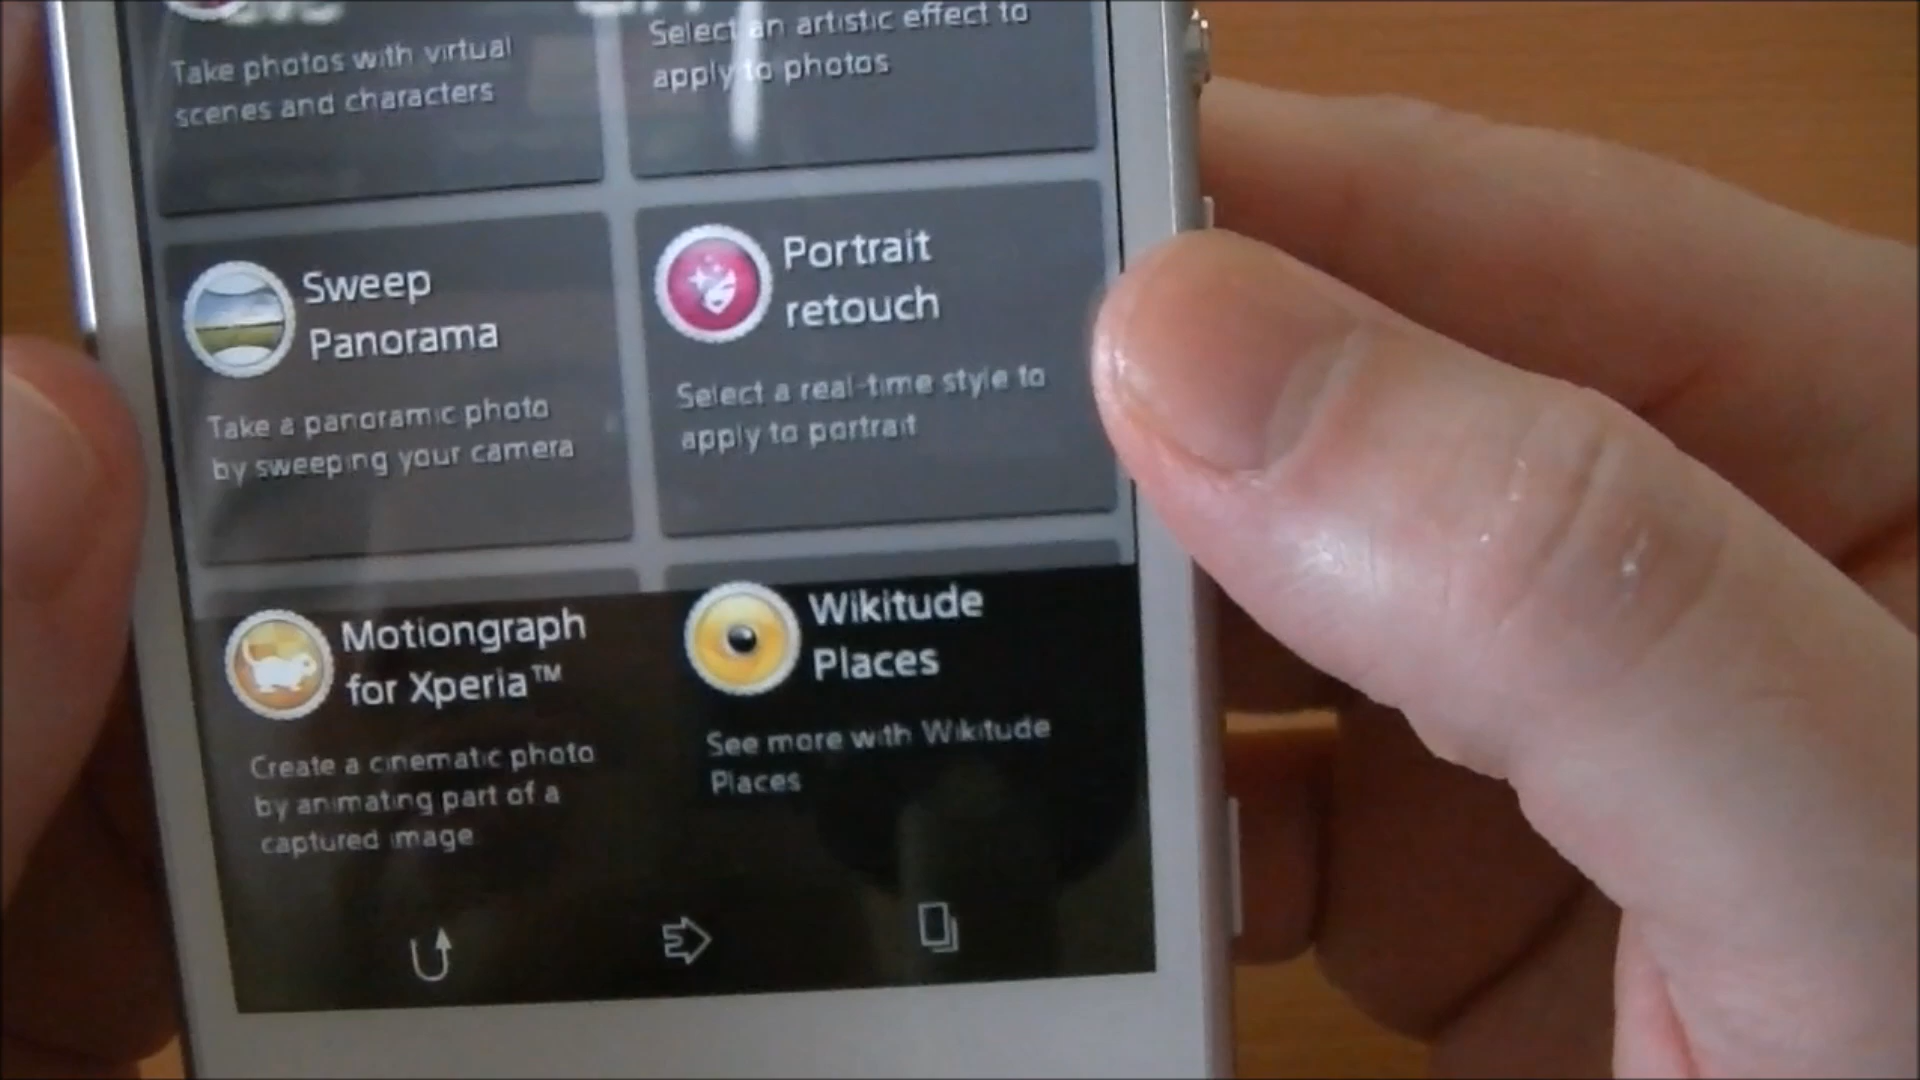 Take photos with virtual
scenes and characters
Select an artistic effect to
apply to photos
Sweep
Panorama
Take a panoramic photo
by sweeping your camera
Portrait
retouch
Select a real-time style to
apply to portrait
Motiongraph
for Xperia™
Create a cinematic photo
by animating part of a
captured image
Wikitude
Places
See more with Wikitude
Places